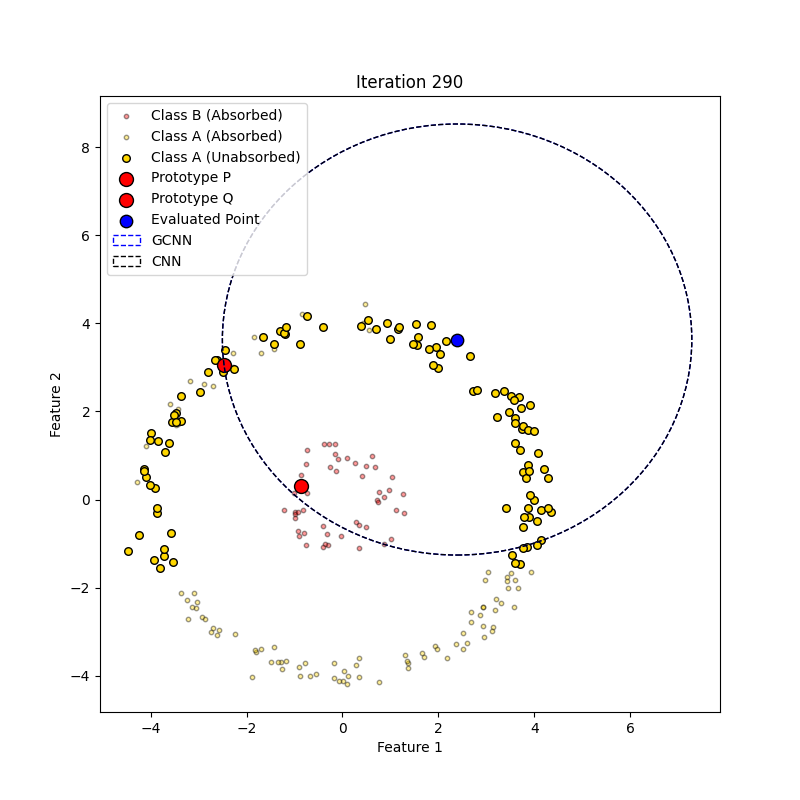 Iteration 290
Class B (Absorbed)
Class A (Absorbed)
Class A (Unabsorbed)
Prototype P
Prototype Q
Evaluated Point
GCNN
CNN
8
6
4
2
0
−2
−4
Feature 2
−4 −2 0 2 4 6
Feature 1